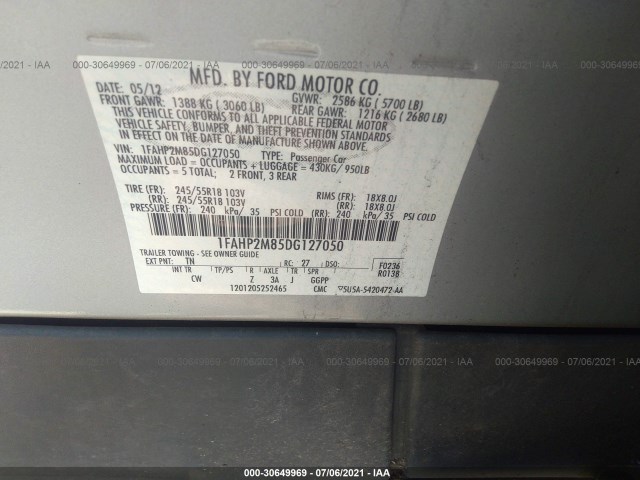 000-30649969 - 07/06/2021 - IAAI
MFD. BY FORD MOTOR CO.
DATE: 05/12 GVWR: 2586 KG ( 5700 LB)
FRONT GAWR: 1388 KG ( 3060 LB) REAR GAWR: 1216 KG ( 2680 LB)
THIS VEHICLE CONFORMS TO ALL APPLICABLE FEDERAL MOTOR
VEHICLE SAFETY, BUMPER, AND THEFT PREVENTION STANDARDS
IN EFFECT ON THE DATE OF MANUFACTURE SHOWN ABOVE.
VIN: 1FAHP2M85DG127050 TYPE: Passenger Car
MAXIMUM LOAD = OCCUPANTS + LUGGAGE = 430KG/ 950LB
OCCUPANTS = 5 TOTAL; 2 FRONT, 3 REAR
TIRE (FR): 245/55R18 103V RIMS (FR): 18X8.0J
(RR): 245/55R18 103V (RR): 18X8.0J
PRESSURE (FR): 240 kPa/ 35 PSI COLD (RR): 240 kPa/ 35 PSI COLD
1FAHP2M85DG127050
TRAILER TOWING - SEE OWNER GUIDE
EXT PNT: TN RC: 27 DSO: F0236
INT TR TP/PS R AXLE TR SPR R0138
CW Z 3A J GGPP
1201205252465 CMC ▽5U5A-5420472-AA
000-30649969 - 07/06/2021 - IAAI